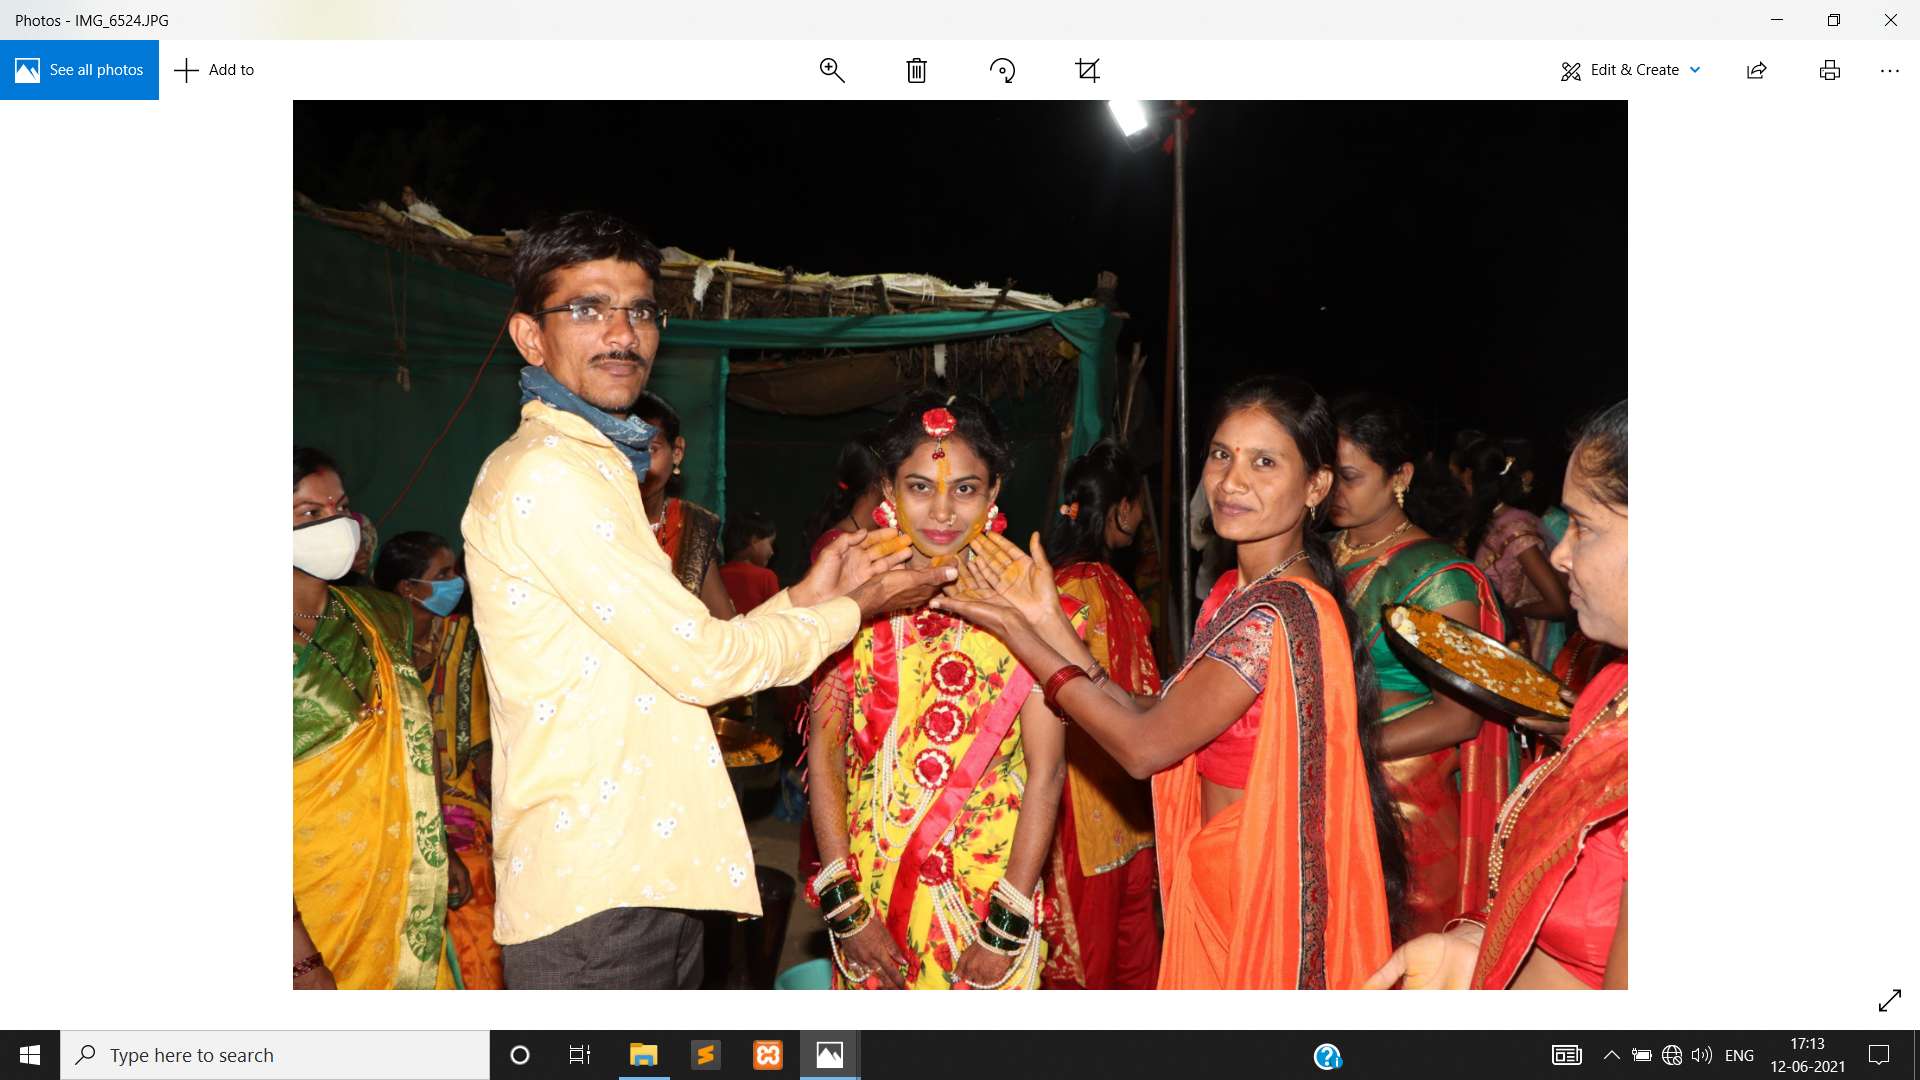 Photos - IMG_6524.JPG
See all photos
Add to
Edit & Create
Type here to search
ENG
17:13
12-06-2021